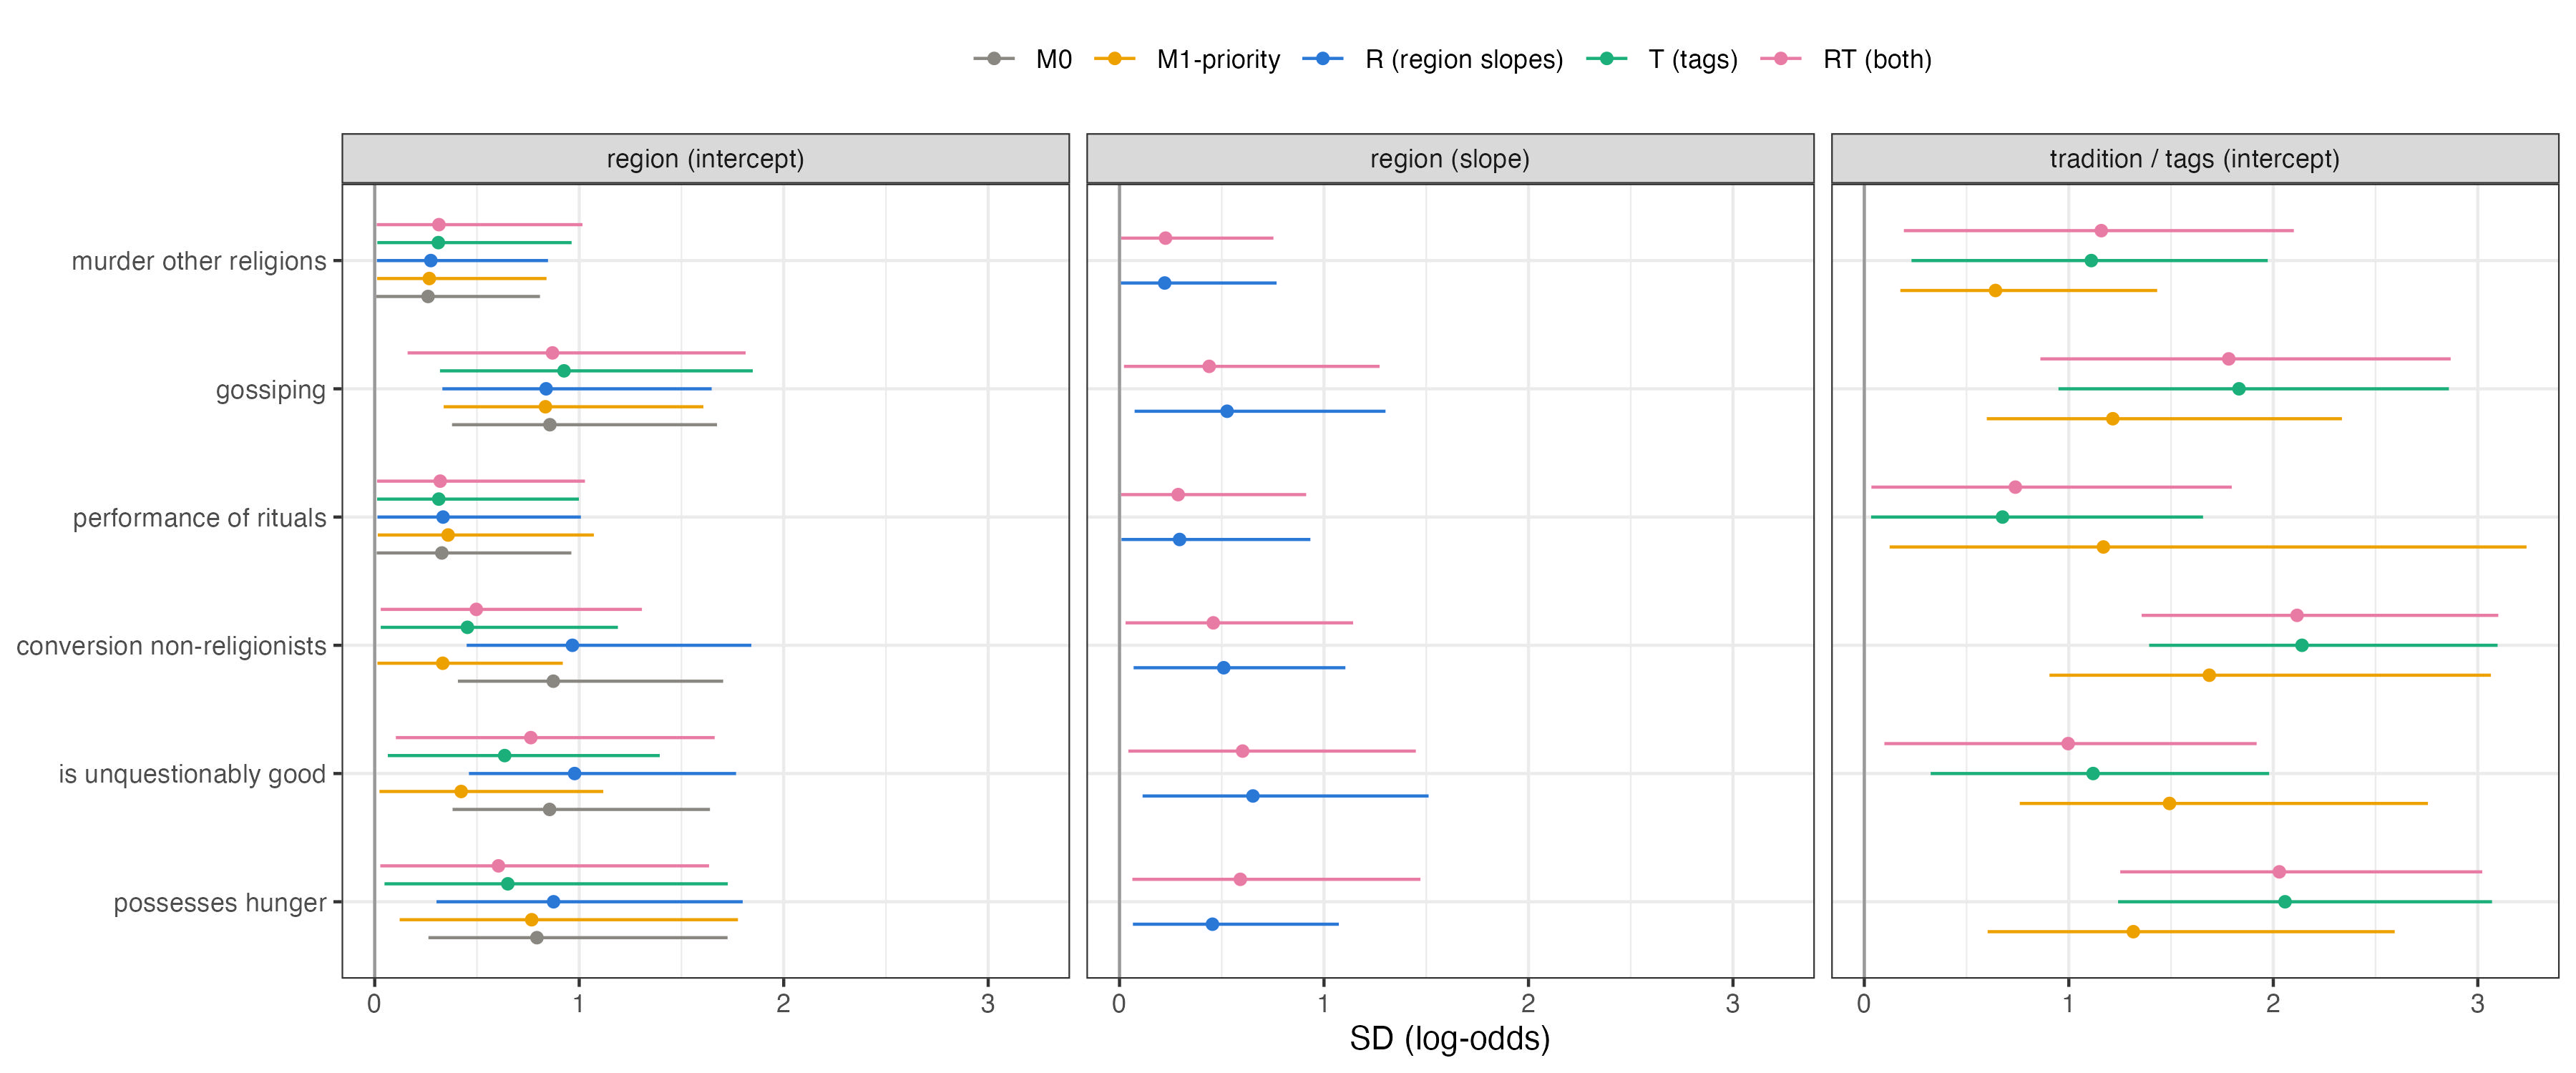 M0 M1-priority R (region slopes) T (tags) RT (both)
region (intercept) region (slope) tradition / tags (intercept)
murder other religions
gossiping
performance of rituals
conversion non-religionists
is unquestionably good
possesses hunger
0 1 2 3 0 1 2 3 0 1 2 3
SD (log-odds)